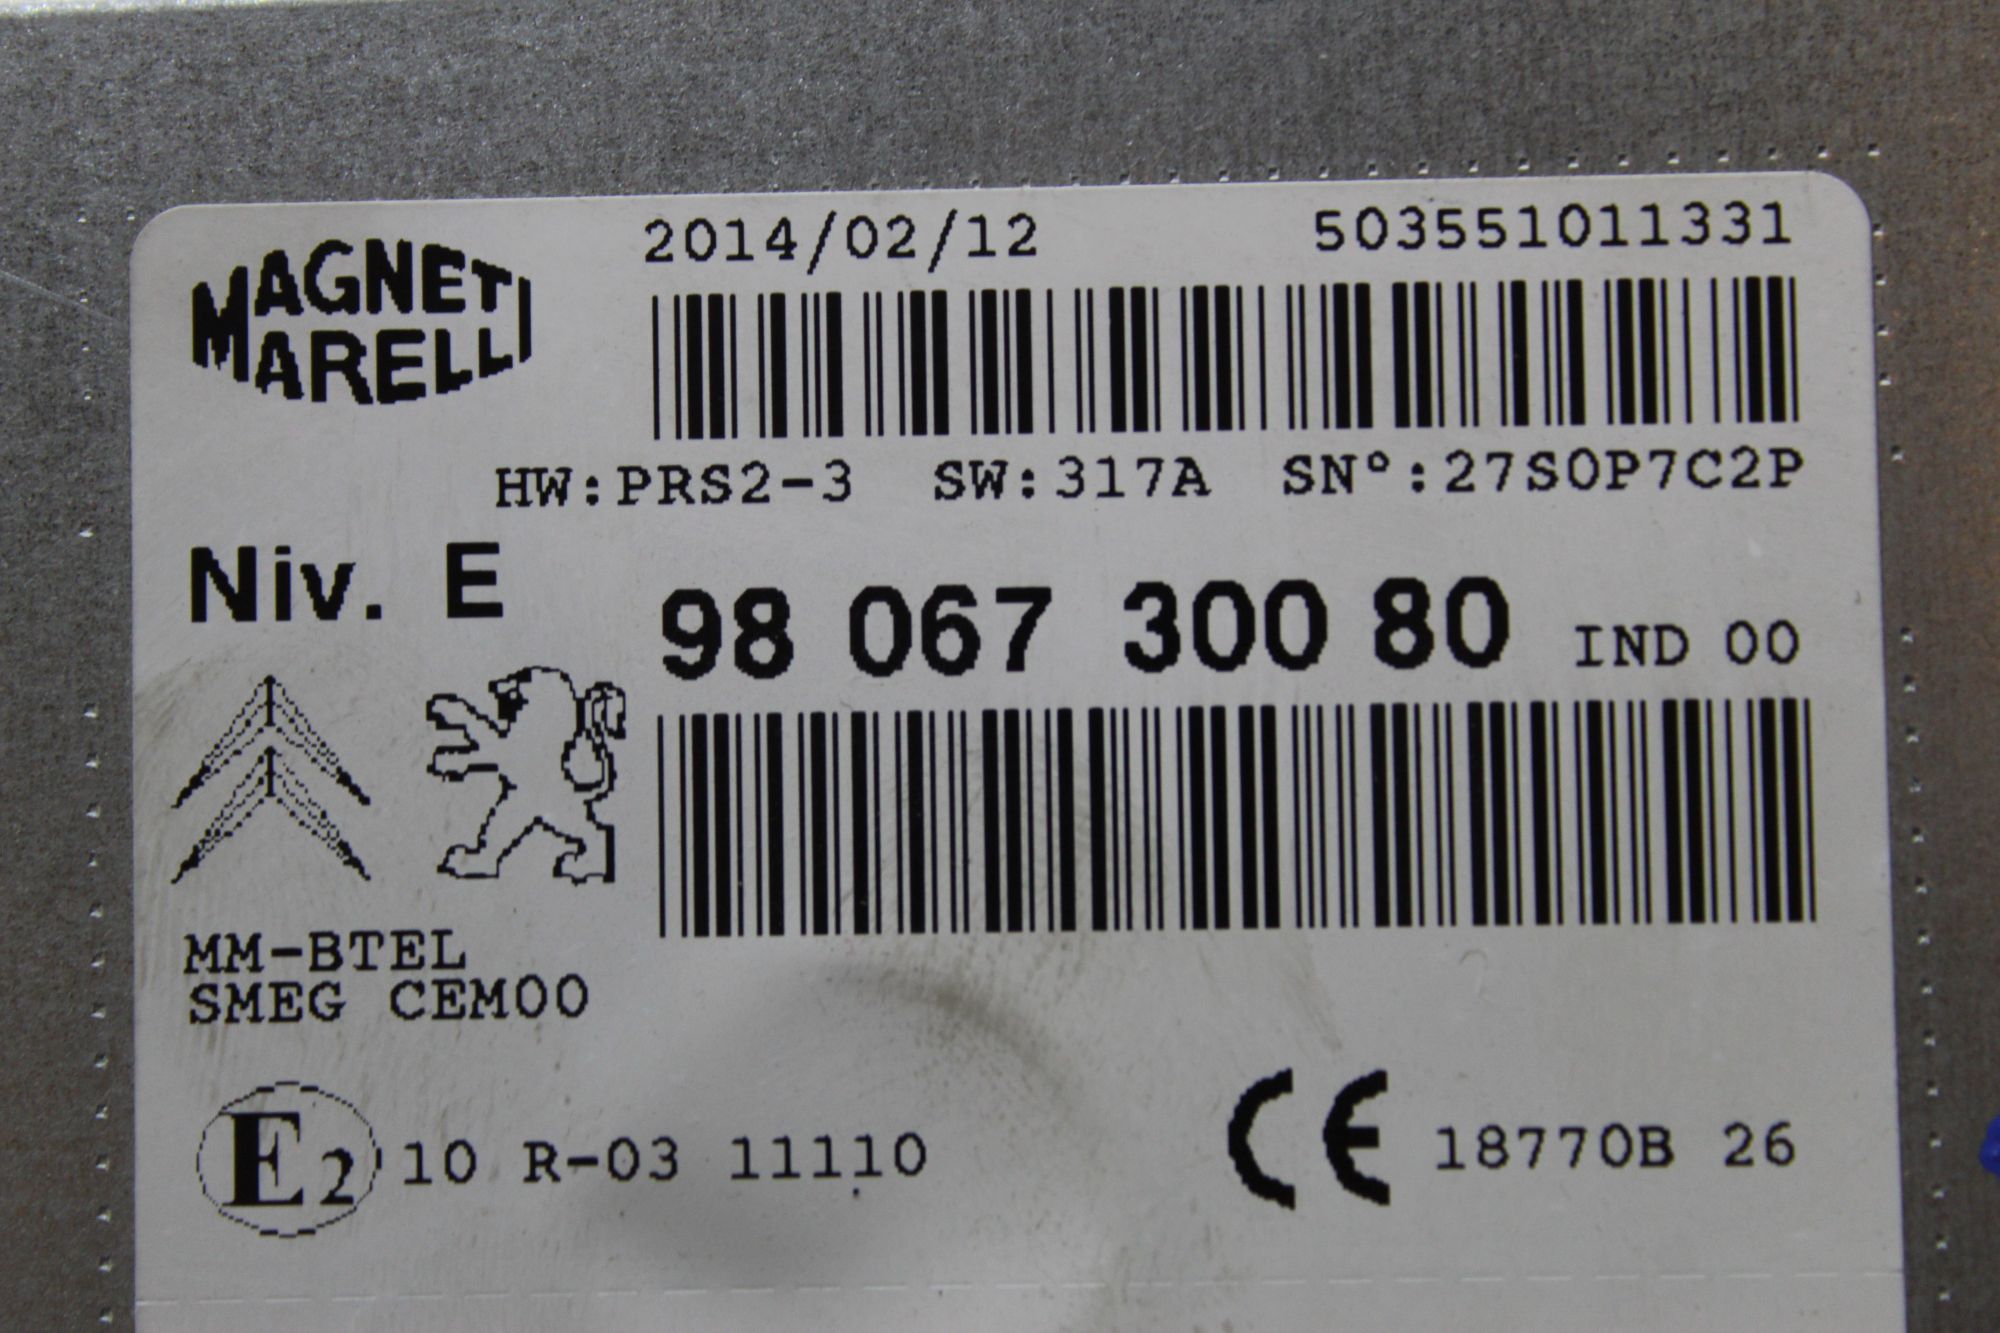 MAGNETI
MARELLI
2014/02/12 503551011331
HW:PRS2-3 SW:317A SN°:27S0P7C2P
Niv. E
98 067 300 80 IND 00
MM-BTEL
SMEG CEM00
E2 10 R-03 11110
CE 18770B 26